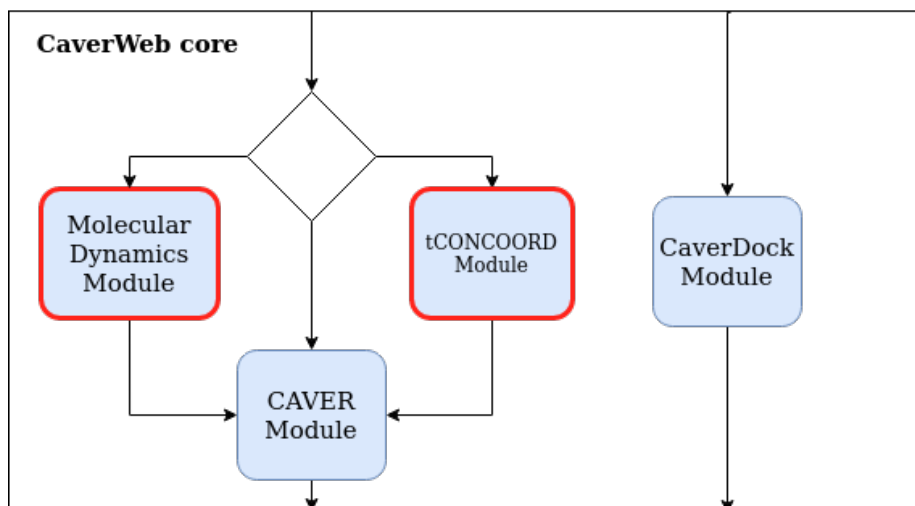 CaverWeb core
Molecular
Dynamics
Module
tCONCOORD
Module
CaverDock
Module
CAVER
Module